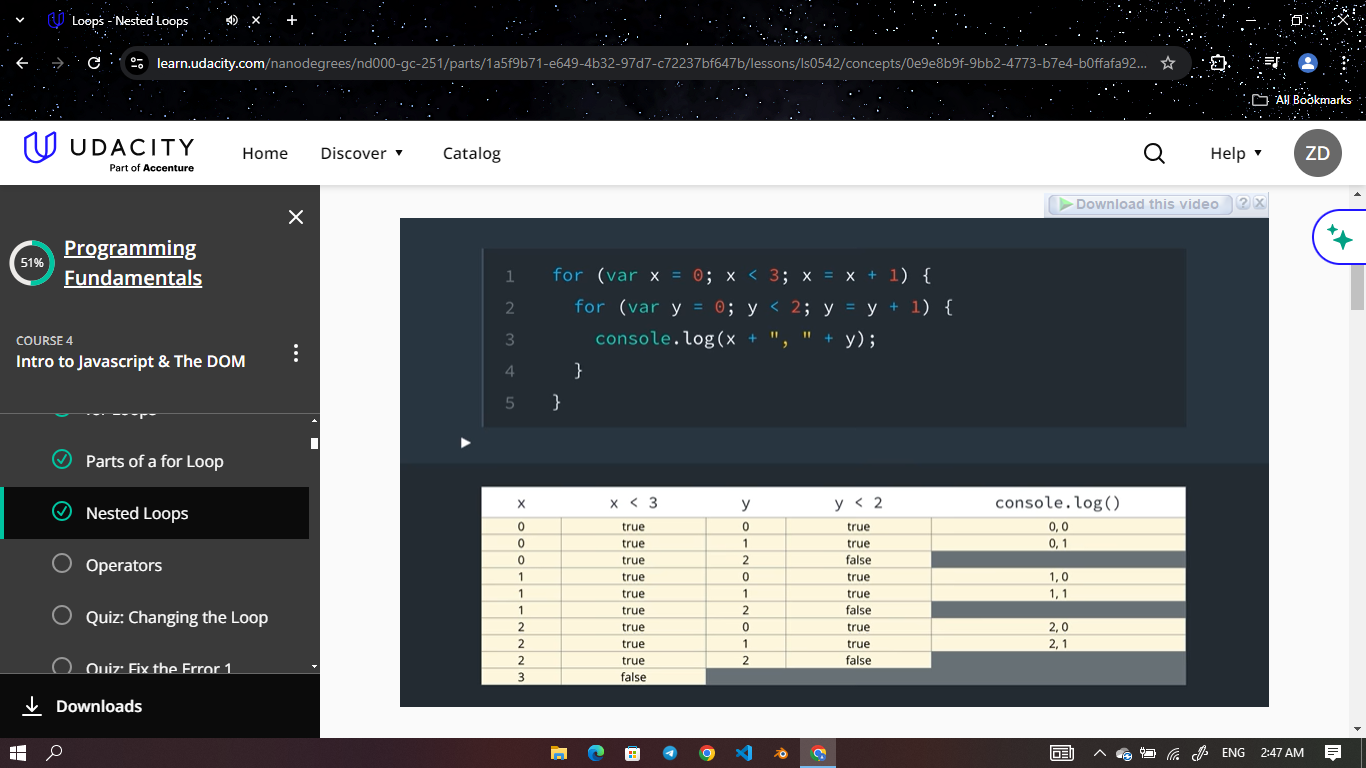 Loops - Nested Loops
learn.udacity.com/nanodegrees/nd000-gc-251/parts/1a5f9b71-e649-4b32-97d7-c72237bf647b/lessons/ls0542/concepts/0e9e8b9f-9bb2-4773-b7e4-b0ffafa92...
All Bookmarks
UDACITY
Part of Accenture
Home
Discover
Catalog
Help
ZD
Download this video ? x
51%
Programming
Fundamentals
COURSE 4
Intro to Javascript & The DOM
for Loops
Parts of a for Loop
Nested Loops
Operators
Quiz: Changing the Loop
Quiz: Fix the Error 1
Downloads
1 for (var x = 0; x < 3; x = x + 1) {
2 for (var y = 0; y < 2; y = y + 1) {
3 console.log(x + ", " + y);
4 }
5 }
x x < 3 y y < 2 console.log()
0 true 0 true 0, 0
0 true 1 true 0, 1
0 true 2 false
1 true 0 true 1, 0
1 true 1 true 1, 1
1 true 2 false
2 true 0 true 2, 0
2 true 1 true 2, 1
2 true 2 false
3 false
ENG 2:47 AM